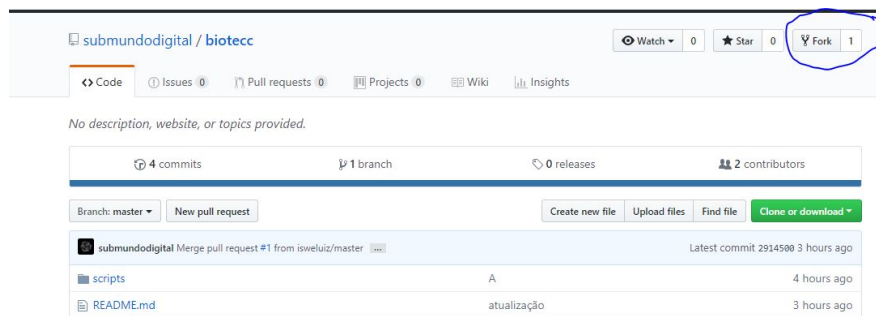 submundodigital / biotecc
Watch 0 Star 0 Fork 1
Code Issues 0 Pull requests 0 Projects 0 Wiki Insights
No description, website, or topics provided.
4 commits 1 branch 0 releases 2 contributors
Branch: master New pull request Create new file Upload files Find file Clone or download
submundodigital Merge pull request #1 from isweluiz/master ... Latest commit 2914500 3 hours ago
scripts A 4 hours ago
README.md atualização 3 hours ago